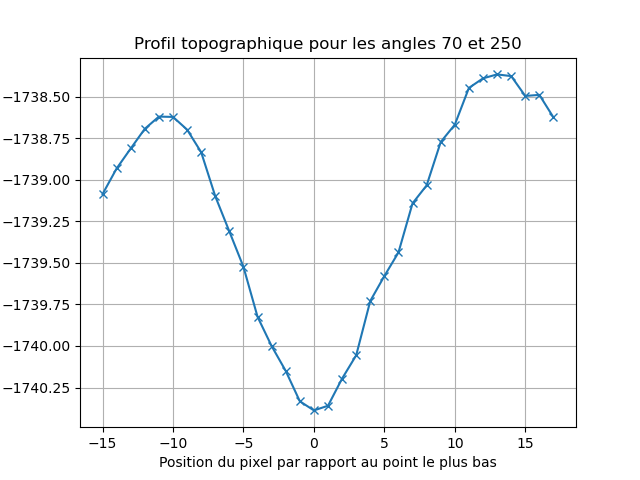 Profil topographique pour les angles 70 et 250
−1738.50
−1738.75
−1739.00
−1739.25
−1739.50
−1739.75
−1740.00
−1740.25
−15 −10 −5 0 5 10 15
Position du pixel par rapport au point le plus bas